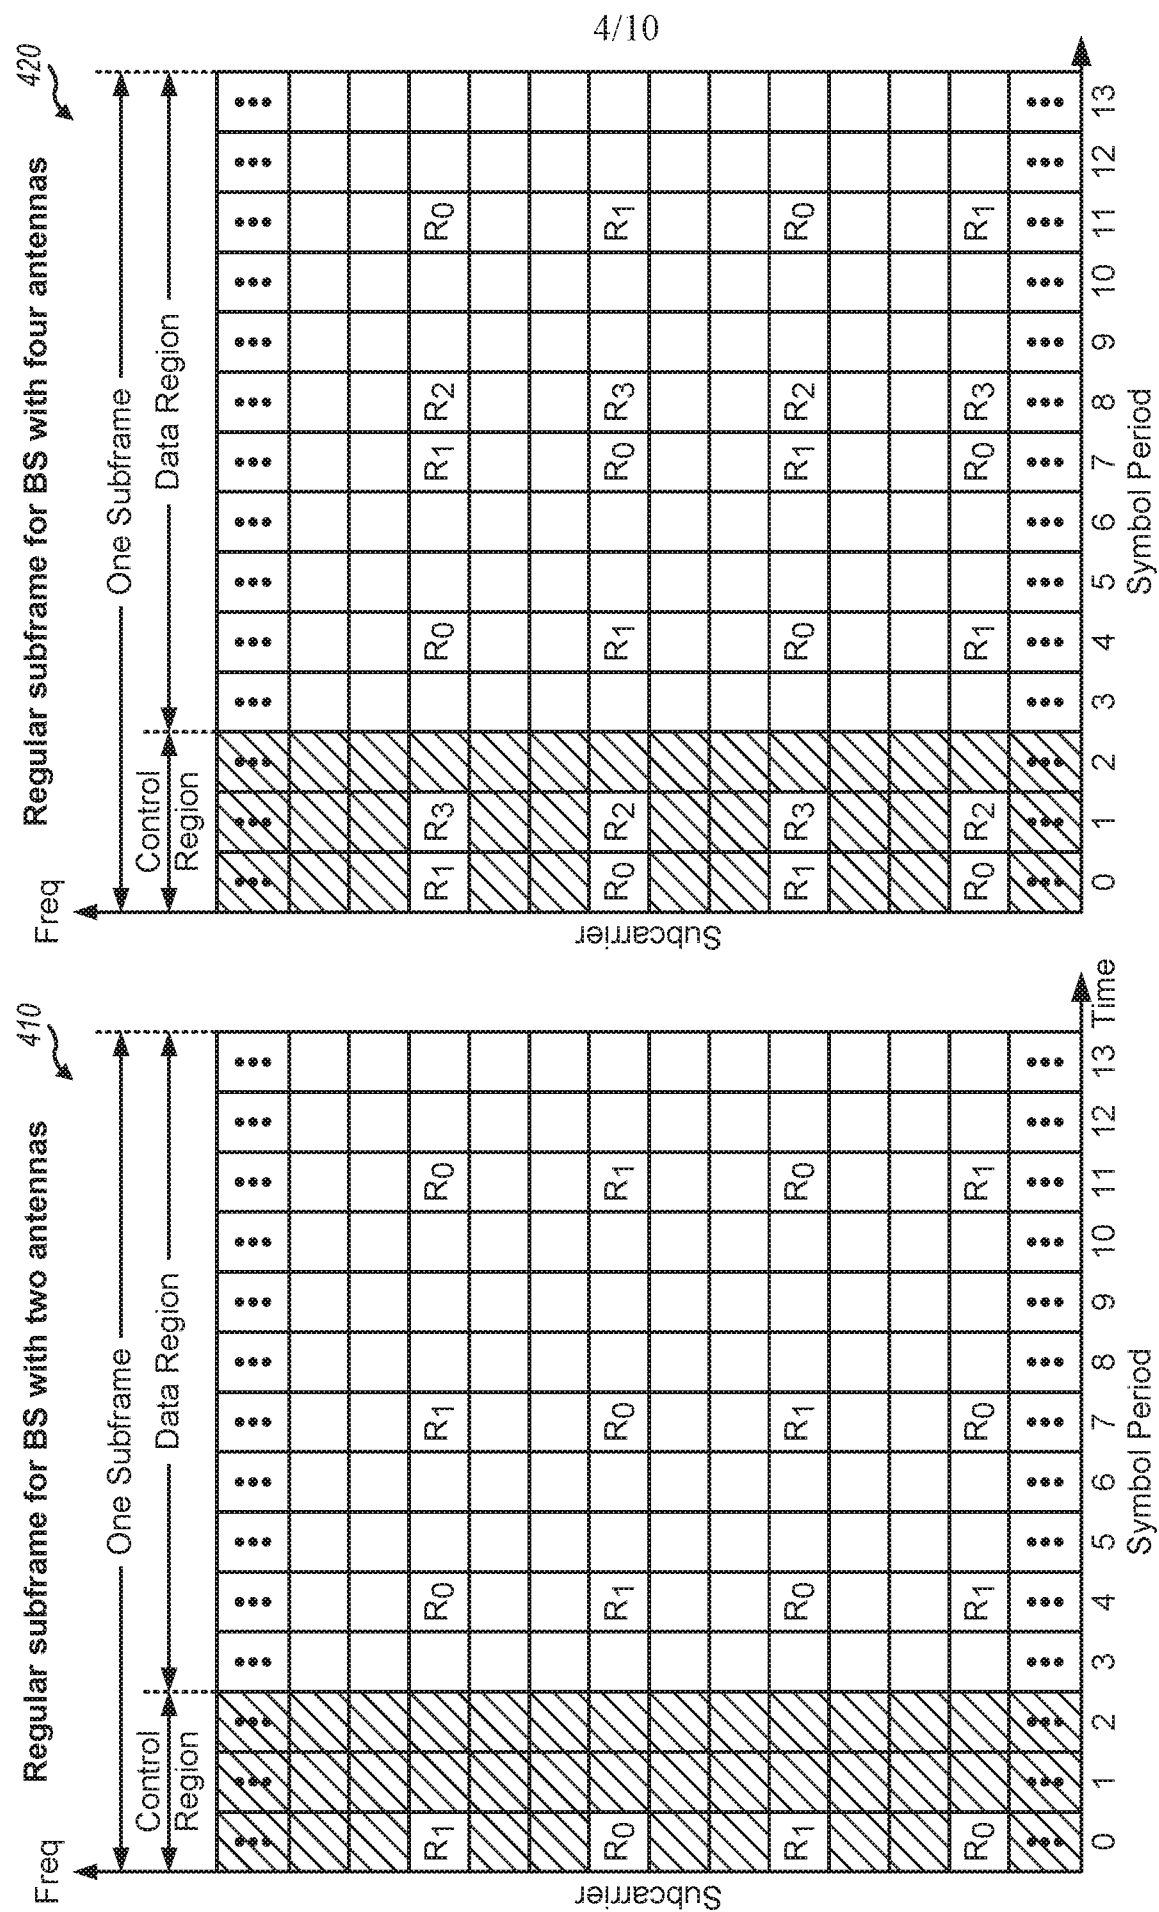 4/10
Regular subframe for BS with two antennas
410
Freq
One Subframe
Control
Region
Data Region
Subcarrier
R1 R0 R1 R0
R0 R1 R0 R1
R1 R0 R1 R0
R0 R1 R0 R1
0 1 2 3 4 5 6 7 8 9 10 11 12 13 Time
Symbol Period
Regular subframe for BS with four antennas
420
Freq
One Subframe
Control
Region
Data Region
Subcarrier
R1 R3 R0 R1 R2 R0
R0 R2 R1 R0 R3 R1
R1 R3 R0 R1 R2 R0
R0 R2 R1 R0 R3 R1
0 1 2 3 4 5 6 7 8 9 10 11 12 13
Symbol Period